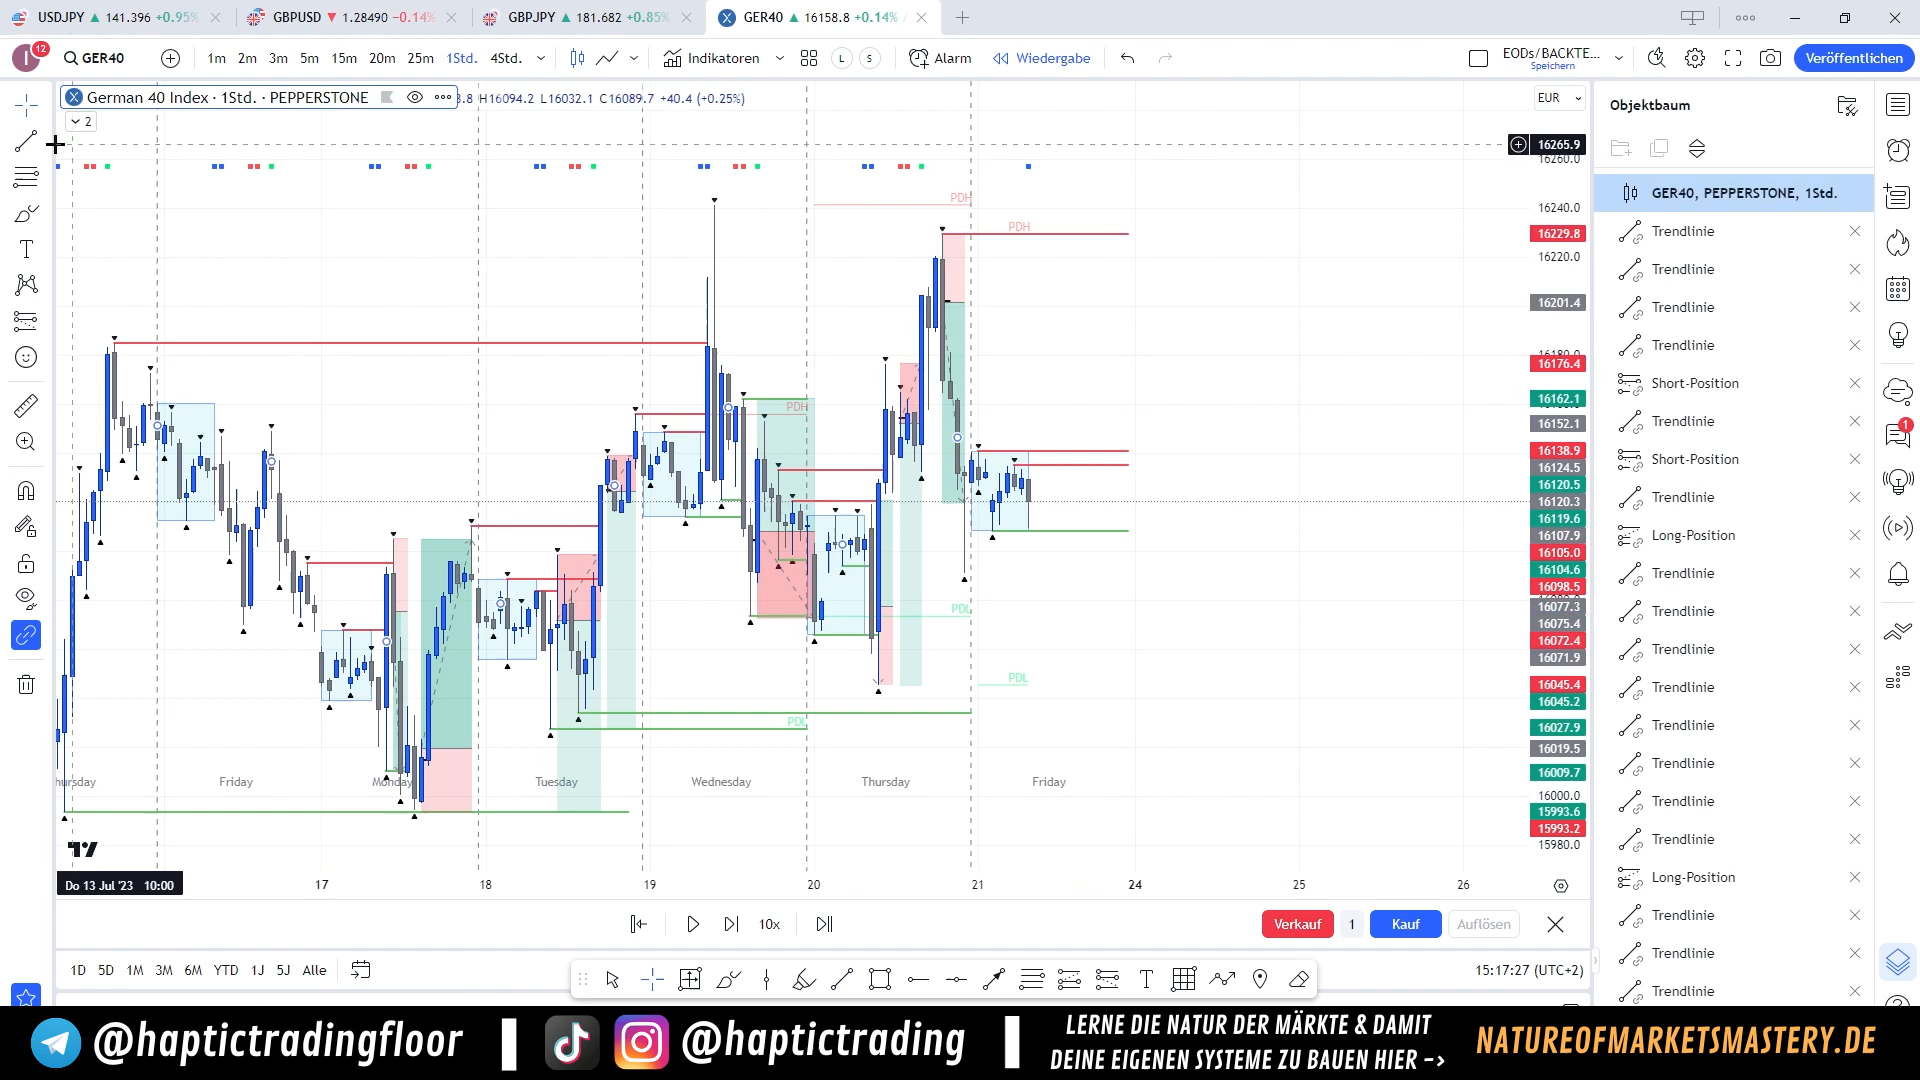 USDJPY ▲ 141.396 +0.95%
GBPUSD ▼ 1.28490 −0.14%
GBPJPY ▲ 181.682 +0.85%
GER40 ▲ 16158.8 +0.14%
I 12 GER40 1m 2m 3m 5m 15m 20m 25m 1Std. 4Std. Indikatoren L S Alarm Wiedergabe EODs/BACKTE... Veröffentlichen
Speichern
German 40 Index · 1Std. · PEPPERSTONE H16094.2 L16032.1 C16089.7 +40.4 (+0.25%) EUR
2
16265.9
16260.0
16240.0
16229.8
16220.0
16201.4
16180.0
16176.4
16162.1
16152.1
16138.9
16124.5
16120.5
16120.3
16119.6
16107.9
16105.0
16104.6
16098.5
16077.3
16075.4
16072.4
16071.9
16045.4
16045.2
16027.9
16019.5
16009.7
16000.0
15993.6
15993.2
15980.0
PDH
PDH
PDH
PDL
PDL
PDL
Friday Monday Tuesday Wednesday Thursday Friday
Do 13 Jul '23 10:00 17 18 19 20 21 24 25 26
10x Verkauf 1 Kauf Auflösen
1D 5D 1M 3M 6M YTD 1J 5J Alle 15:17:27 (UTC+2)
T
Objektbaum
GER40, PEPPERSTONE, 1Std.
Trendlinie
Trendlinie
Trendlinie
Trendlinie
Short-Position
Trendlinie
Short-Position
Trendlinie
Long-Position
Trendlinie
Trendlinie
Trendlinie
Trendlinie
Trendlinie
Trendlinie
Trendlinie
Trendlinie
Long-Position
Trendlinie
Trendlinie
Trendlinie
1
@haptictradingfloor | @haptictrading |
LERNE DIE NATUR DER MÄRKTE & DAMIT
DEINE EIGENEN SYSTEME ZU BAUEN HIER –>
NATUREOFMARKETSMASTERY.DE